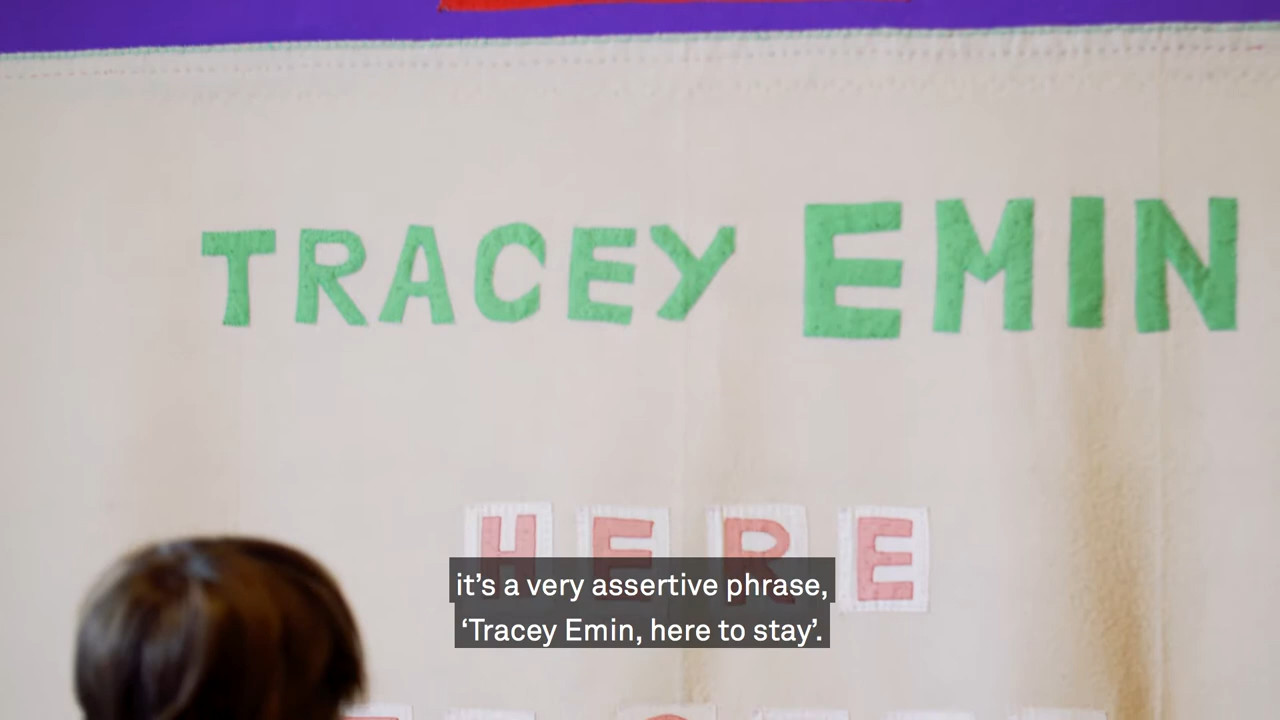 TRACEY EMIN
HERE
it’s a very assertive phrase,
‘Tracey Emin, here to stay’.